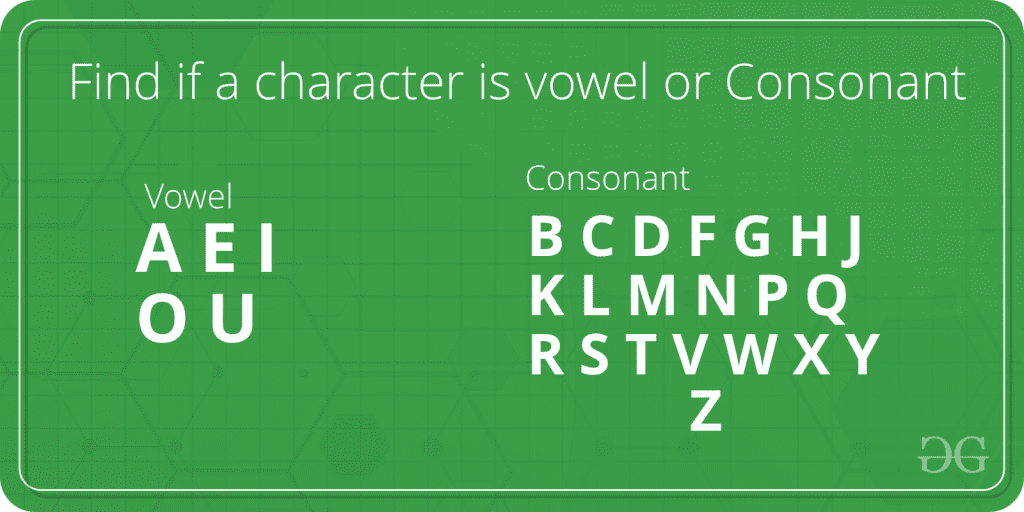 Find if a character is vowel or Consonant
Vowel
A E I
O U
Consonant
B C D F G H J
K L M N P Q
R S T V W X Y
Z
GG